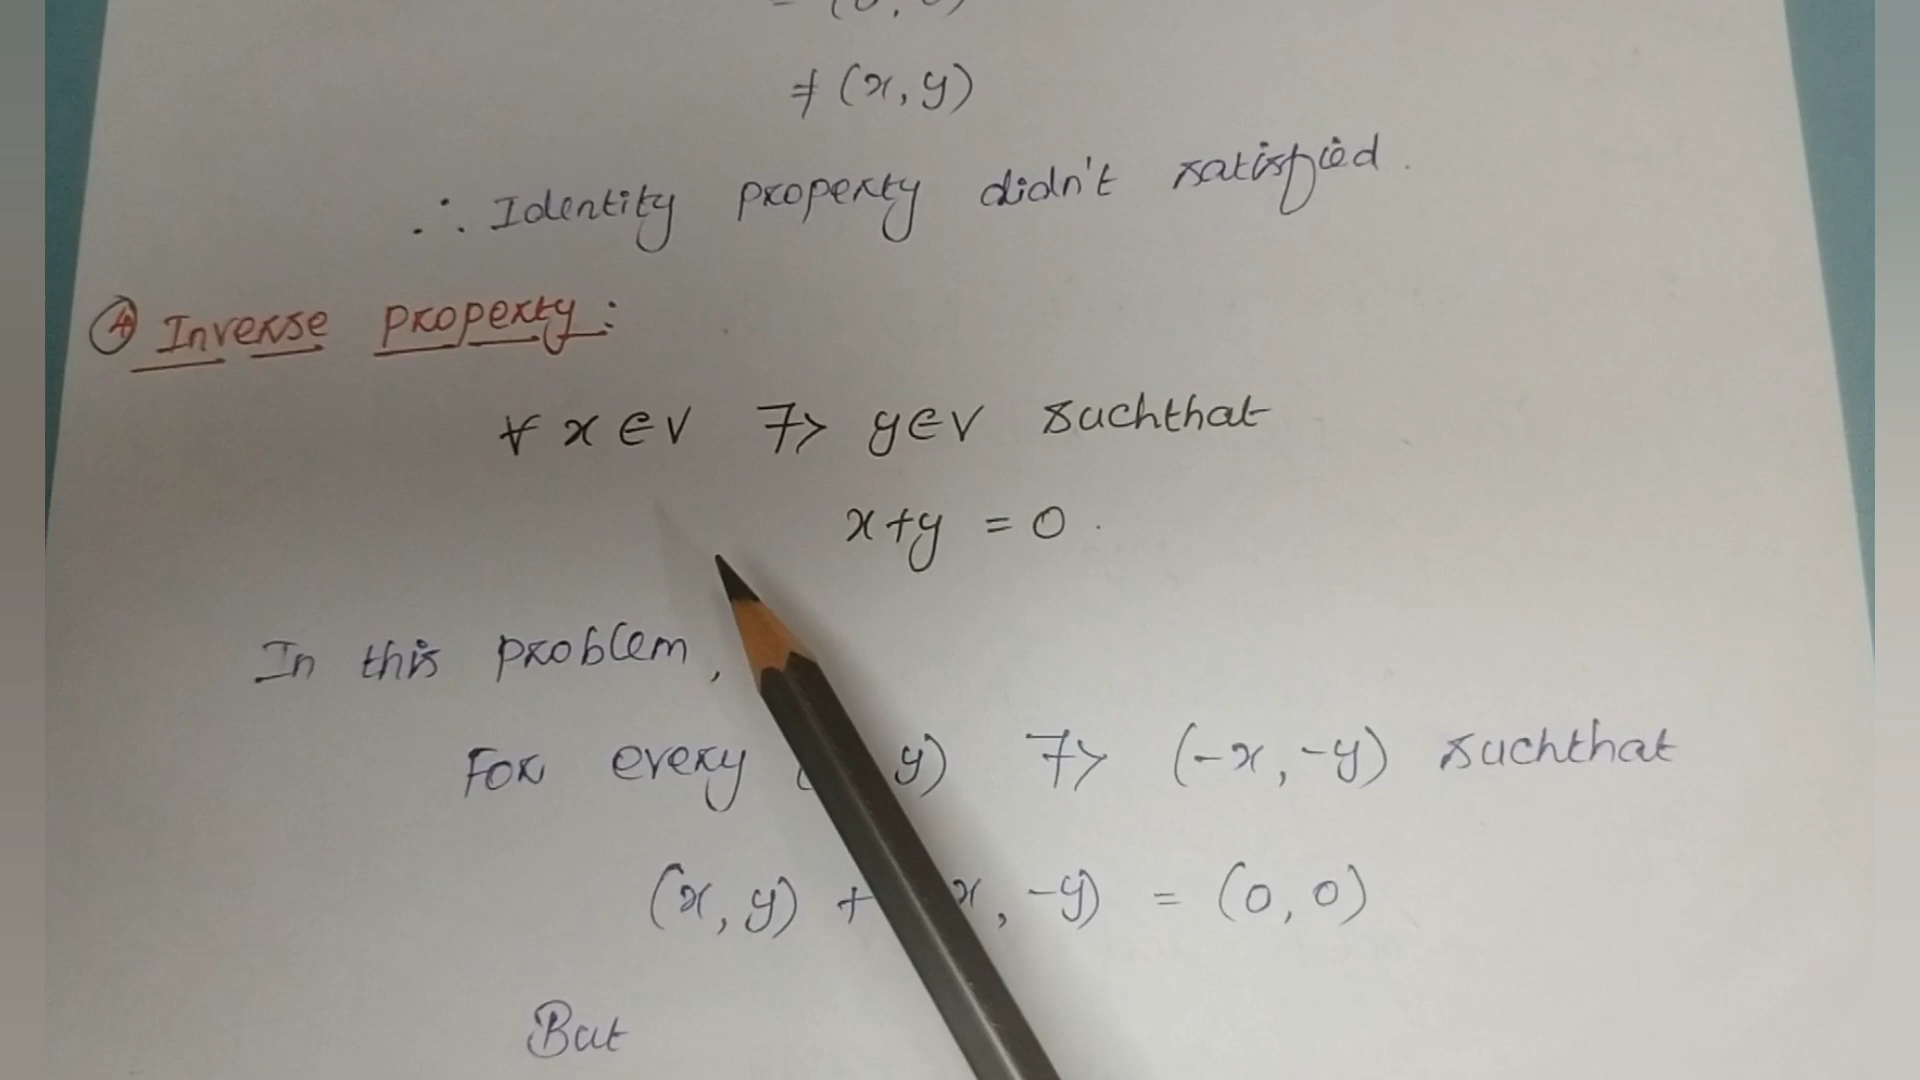 ≠ (x, y)
∴ Identity property didn't satisfied.
④ Inverse property:
∀ x ∈ V ∃> y ∈ V suchthat
x+y = 0.
In this problem,
For every y) ∃> (-x, -y) suchthat
(x, y) + x, -y) = (0, 0)
But